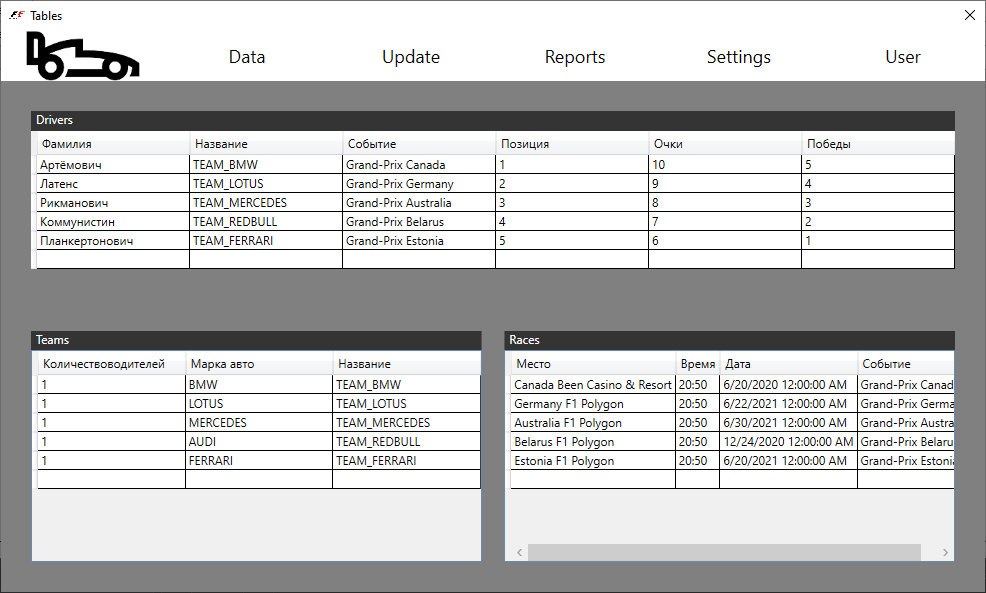 Tables
Data Update Reports Settings User
Drivers
Фамилия Название Событие Позиция Очки Победы
Артёмович TEAM_BMW Grand-Prix Canada 1 10 5
Латенс TEAM_LOTUS Grand-Prix Germany 2 9 4
Рикманович TEAM_MERCEDES Grand-Prix Australia 3 8 3
Коммунистин TEAM_REDBULL Grand-Prix Belarus 4 7 2
Планкертонович TEAM_FERRARI Grand-Prix Estonia 5 6 1
Teams
Количествоводителей Марка авто Название
1 BMW TEAM_BMW
1 LOTUS TEAM_LOTUS
1 MERCEDES TEAM_MERCEDES
1 AUDI TEAM_REDBULL
1 FERRARI TEAM_FERRARI
Races
Место Время Дата Событие
Canada Been Casino & Resort 20:50 6/20/2020 12:00:00 AM Grand-Prix Canad
Germany F1 Polygon 20:50 6/22/2021 12:00:00 AM Grand-Prix Germa
Australia F1 Polygon 20:50 6/30/2021 12:00:00 AM Grand-Prix Austra
Belarus F1 Polygon 20:50 12/24/2020 12:00:00 AM Grand-Prix Belaru
Estonia F1 Polygon 20:50 6/20/2021 12:00:00 AM Grand-Prix Estoni